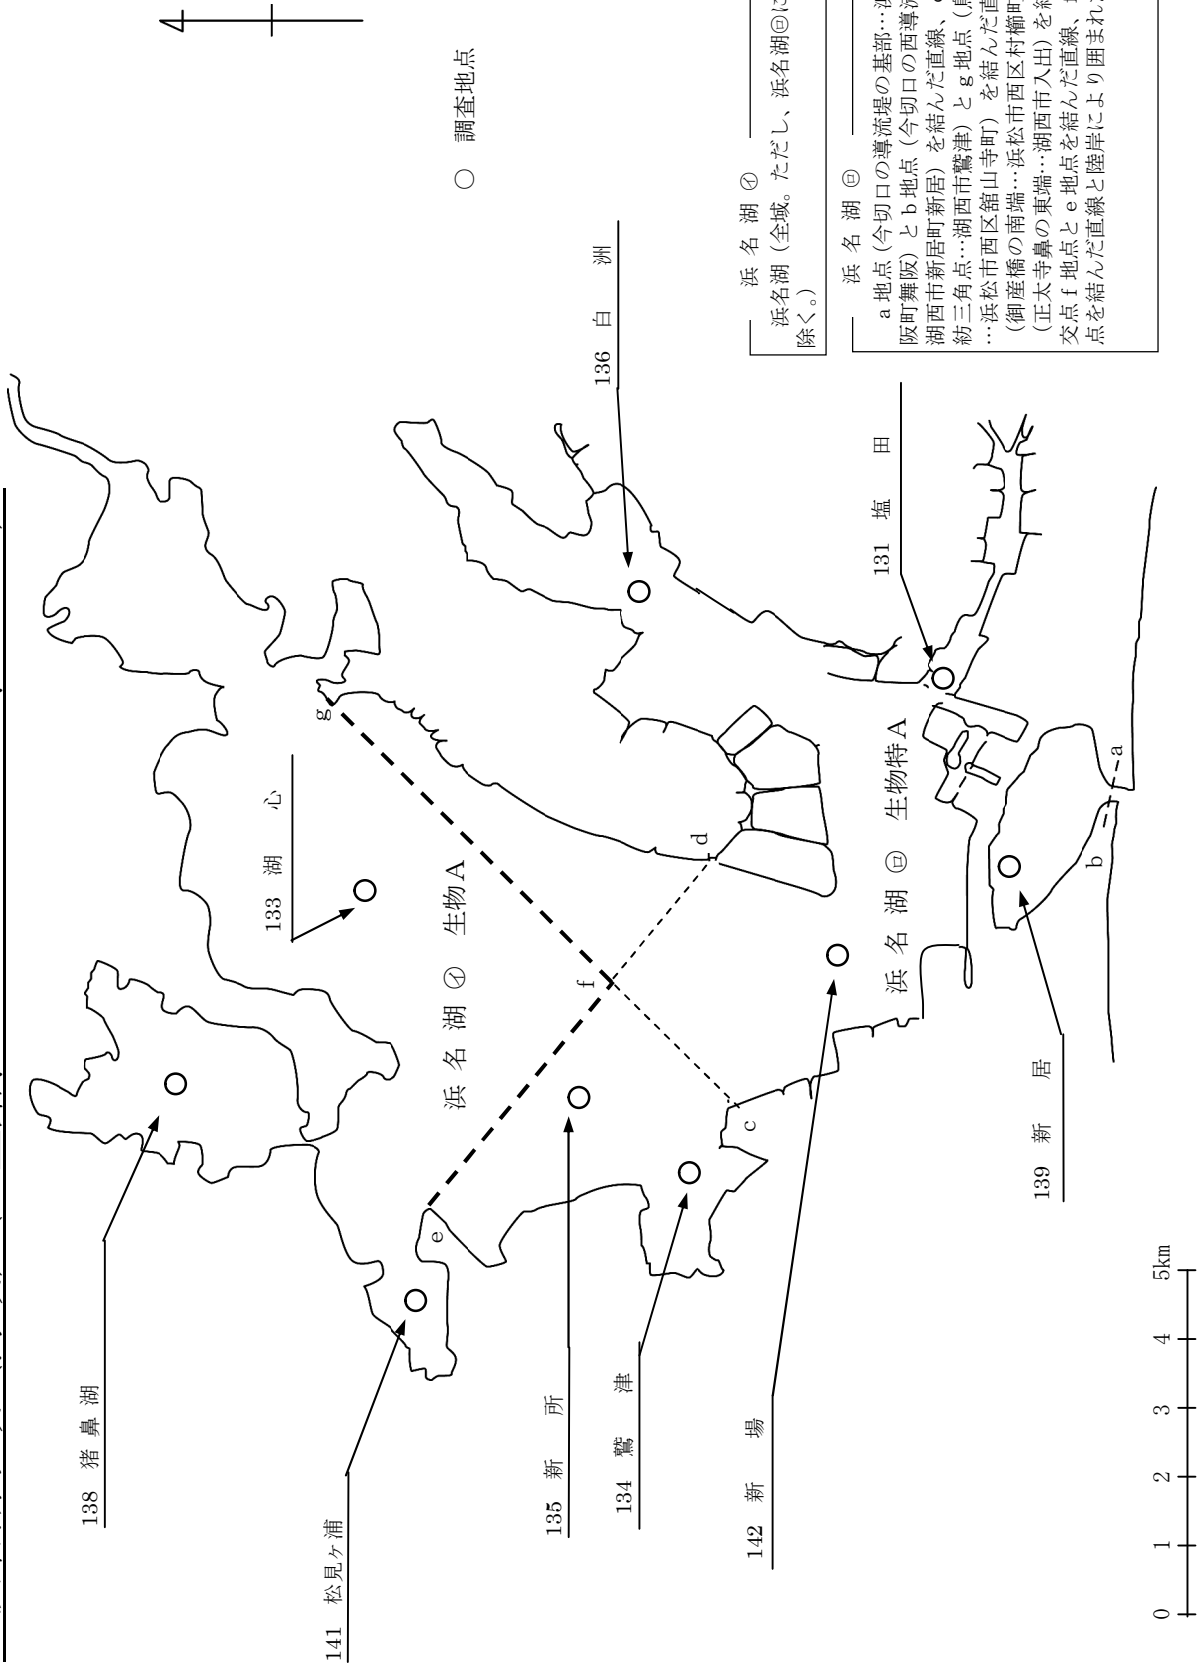 4
○ 調査地点
138 猪鼻湖
133 湖 心
136 白 洲
141 松見ヶ浦
浜名湖㋑ 生物A
g
e
f
135 新 所
134 鷲 津
d
c
142 新 場
131 塩 田
浜名湖㋺ 生物特A
139 新 居
b
a
浜名湖㋑
浜名湖（全域。ただし、浜名湖㋺に
除く。）
浜名湖㋺
a地点（今切口の導流堤の基部…
阪町舞阪）とb地点（今切口の西導流
湖西市新居町新居）を結んだ直線、
紡三角点…湖西市鷲津）とg地点（
…浜松市西区舘山寺町）を結んだ直
（御産橋の南端…浜松市西区村櫛町
（正太寺鼻の東端…湖西市入出）を結
交点f地点とe地点を結んだ直線、
点を結んだ直線と陸岸により囲まれた
0 1 2 3 4 5km